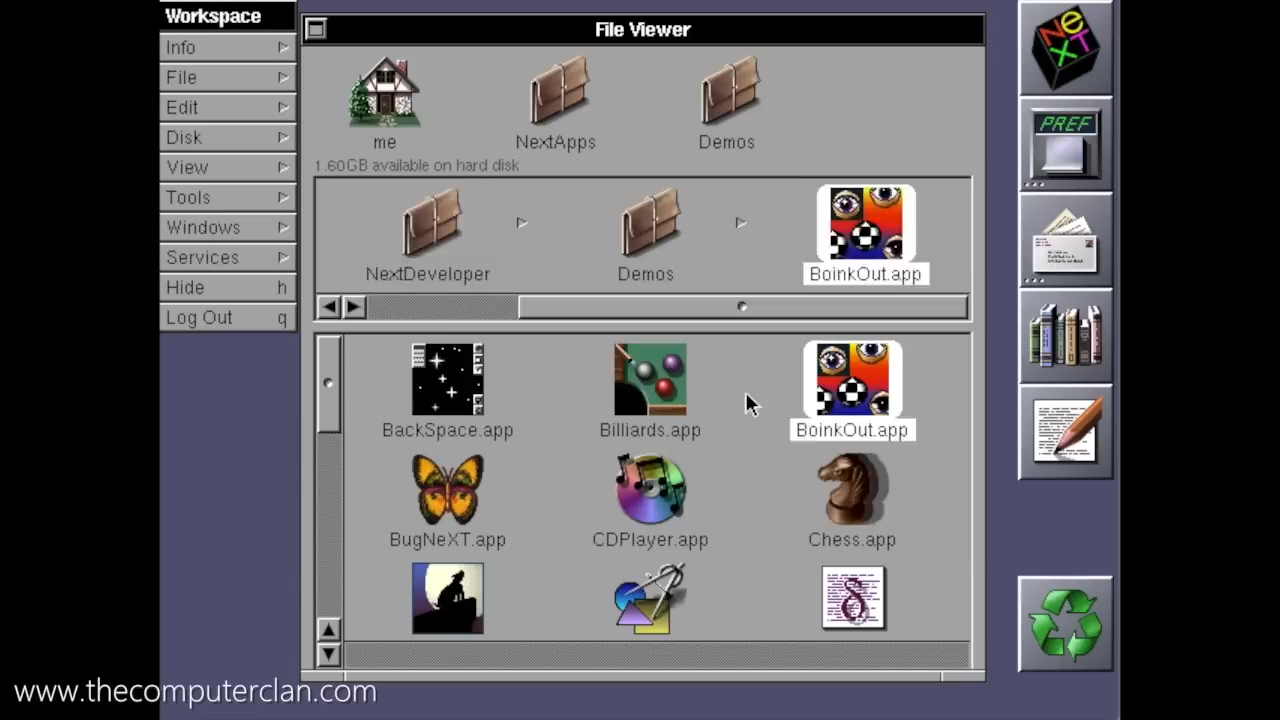 Workspace
Info
File
Edit
Disk
View
Tools
Windows
Services
Hide h
Log Out q
File Viewer
me NextApps Demos
1.60GB available on hard disk
NextDeveloper Demos BoinkOut.app
BackSpace.app Billiards.app BoinkOut.app
BugNeXT.app CDPlayer.app Chess.app
NeXT
PREF
www.thecomputerclan.com